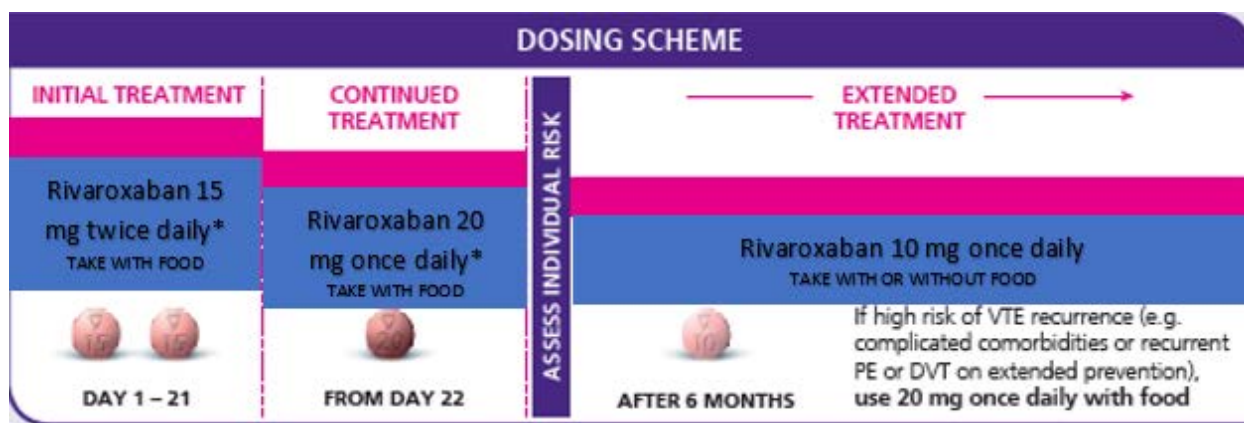 DOSING SCHEME
INITIAL TREATMENT
Rivaroxaban 15
mg twice daily*
TAKE WITH FOOD
15
15
DAY 1 – 21
CONTINUED
TREATMENT
Rivaroxaban 20
mg once daily*
TAKE WITH FOOD
20
FROM DAY 22
ASSESS INDIVIDUAL RISK
EXTENDED
TREATMENT
Rivaroxaban 10 mg once daily
TAKE WITH OR WITHOUT FOOD
10
AFTER 6 MONTHS
If high risk of VTE recurrence (e.g.
complicated comorbidities or recurrent
PE or DVT on extended prevention),
use 20 mg once daily with food